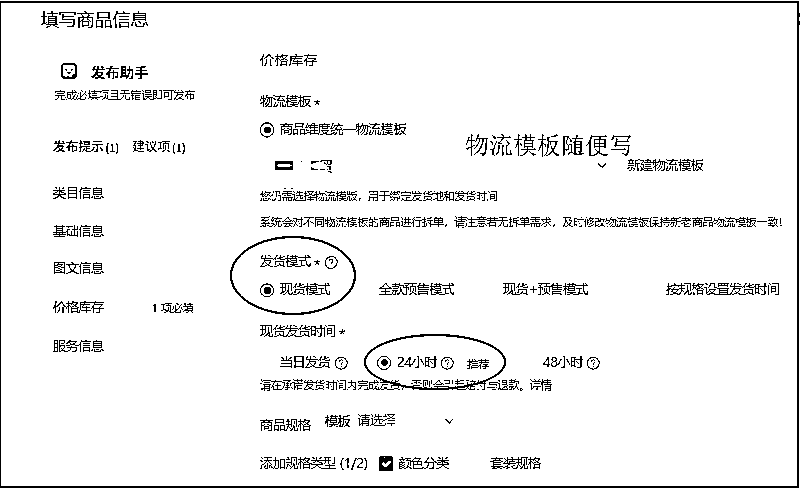 填写商品信息
发布助手
完成必填项且无错误即可发布
发布提示(1) 建议项(1)
类目信息
基础信息
图文信息
价格库存 1 项必填
服务信息
价格库存
物流模板 *
商品维度统一物流模板
物流模板随便写
新建物流模板
您仍需选择物流模版，用于绑定发货地和发货时间
系统会对不同物流模板的商品进行拆单，请注意若无拆单需求，及时修改物流模板保持新老商品物流模板一致！
发货模式 * ?
现货模式 全款预售模式 现货+预售模式 按规格设置发货时间
现货发货时间 *
当日发货 ? 24小时 ? 推荐 48小时 ?
请在承诺发货时间内完成发货，否则会引起赔付与退款。详情
商品规格 模板 请选择
添加规格类型 (1/2) 颜色分类 套装规格